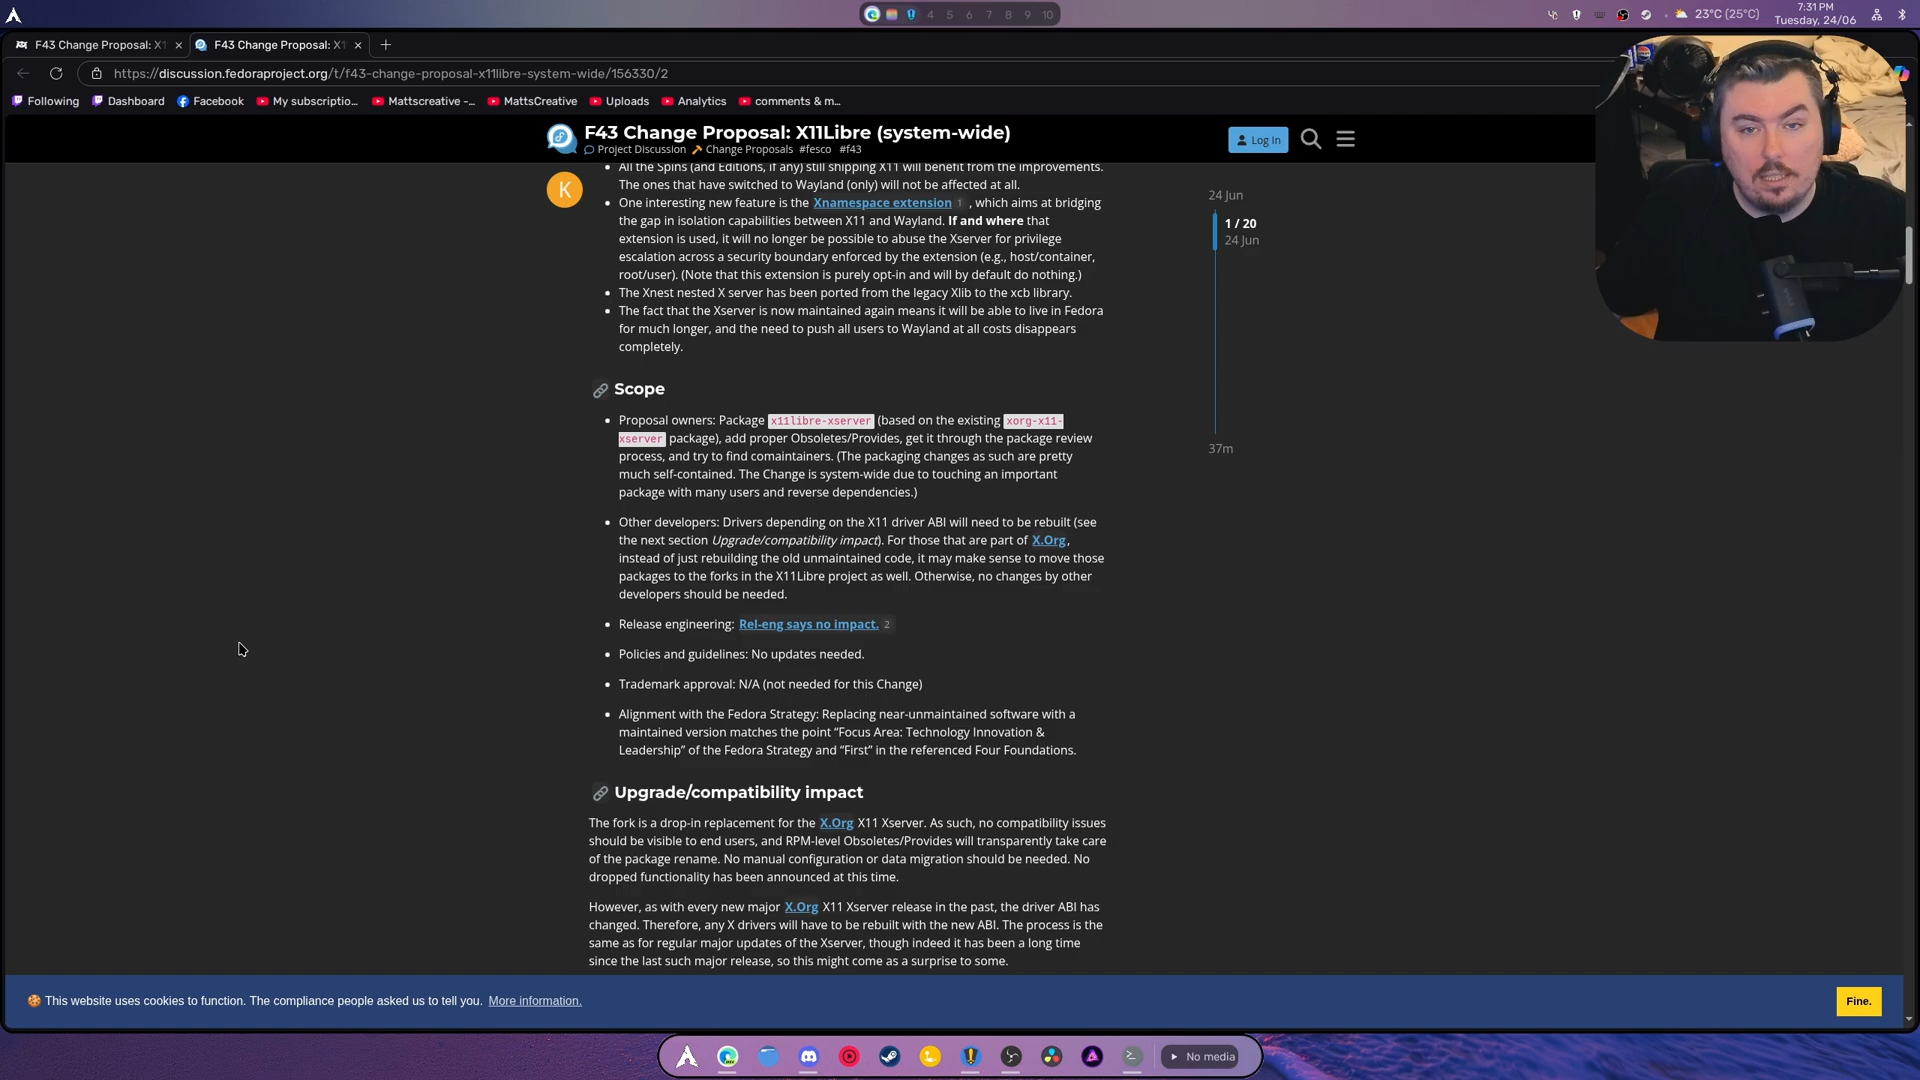 4 5 6 7 8 9 10
23°C (25°C)
7:31 PM
Tuesday, 24/06
F43 Change Proposal: X1
F43 Change Proposal: X1
https://discussion.fedoraproject.org/t/f43-change-proposal-x11libre-system-wide/156330/2
Following
Dashboard
Facebook
My subscriptio...
Mattscreative -...
MattsCreative
Uploads
Analytics
comments & m...
F43 Change Proposal: X11Libre (system-wide)
Project Discussion Change Proposals #fesco #f43
Log In
K
All the Spins (and Editions, if any) still shipping X11 will benefit from the improvements.
The ones that have switched to Wayland (only) will not be affected at all.
One interesting new feature is the Xnamespace extension 1 , which aims at bridging
the gap in isolation capabilities between X11 and Wayland. If and where that
extension is used, it will no longer be possible to abuse the Xserver for privilege
escalation across a security boundary enforced by the extension (e.g., host/container,
root/user). (Note that this extension is purely opt-in and will by default do nothing.)
The Xnest nested X server has been ported from the legacy Xlib to the xcb library.
The fact that the Xserver is now maintained again means it will be able to live in Fedora
for much longer, and the need to push all users to Wayland at all costs disappears
completely.
24 Jun
1 / 20
24 Jun
37m
Scope
Proposal owners: Package x11libre-xserver (based on the existing xorg-x11-
xserver package), add proper Obsoletes/Provides, get it through the package review
process, and try to find comaintainers. (The packaging changes as such are pretty
much self-contained. The Change is system-wide due to touching an important
package with many users and reverse dependencies.)
Other developers: Drivers depending on the X11 driver ABI will need to be rebuilt (see
the next section Upgrade/compatibility impact). For those that are part of X.Org,
instead of just rebuilding the old unmaintained code, it may make sense to move those
packages to the forks in the X11Libre project as well. Otherwise, no changes by other
developers should be needed.
Release engineering: Rel-eng says no impact. 2
Policies and guidelines: No updates needed.
Trademark approval: N/A (not needed for this Change)
Alignment with the Fedora Strategy: Replacing near-unmaintained software with a
maintained version matches the point “Focus Area: Technology Innovation &
Leadership” of the Fedora Strategy and “First” in the referenced Four Foundations.
Upgrade/compatibility impact
The fork is a drop-in replacement for the X.Org X11 Xserver. As such, no compatibility issues
should be visible to end users, and RPM-level Obsoletes/Provides will transparently take care
of the package rename. No manual configuration or data migration should be needed. No
dropped functionality has been announced at this time.
However, as with every new major X.Org X11 Xserver release in the past, the driver ABI has
changed. Therefore, any X drivers will have to be rebuilt with the new ABI. The process is the
same as for regular major updates of the Xserver, though indeed it has been a long time
since the last such major release, so this might come as a surprise to some.
This website uses cookies to function. The compliance people asked us to tell you. More information.
Fine.
No media